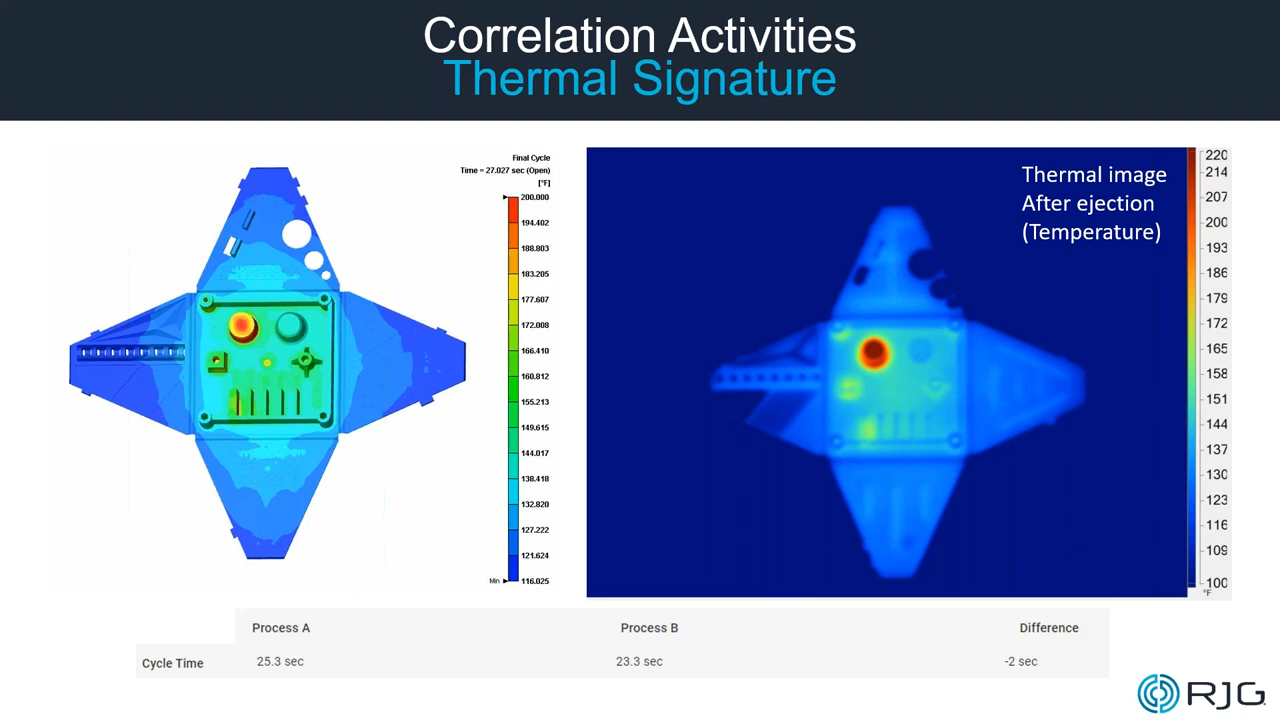 Correlation Activities
Thermal Signature
Final Cycle
Time = 27.027 sec (Open)
[°F]
200.000
194.402
188.803
183.205
177.607
172.008
166.410
160.812
155.213
149.615
144.017
138.418
132.820
127.222
121.624
Min 116.025
Thermal image
After ejection
(Temperature)
220
214
207
200
193
186
179
172
165
158
151
144
137
130
123
116
109
100
°F
Process A Process B Difference
Cycle Time 25.3 sec 23.3 sec -2 sec
RJG